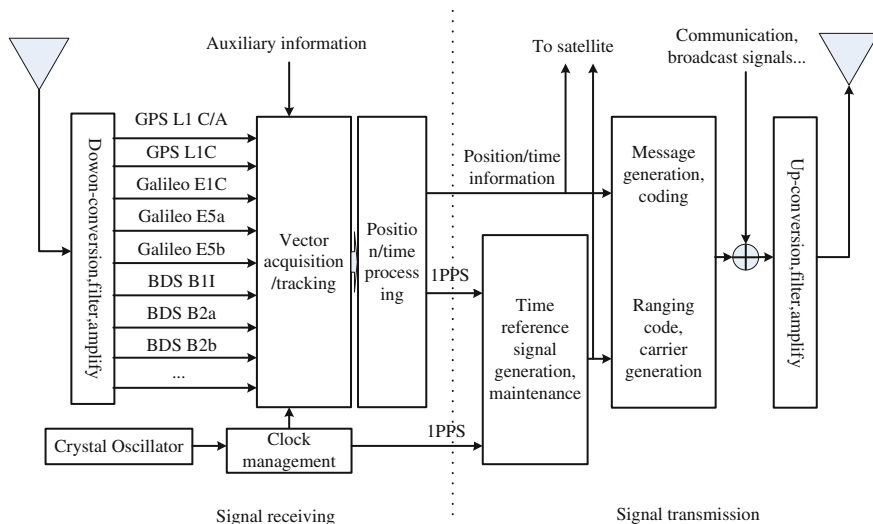 Auxiliary information
To satellite
Communication,
broadcast signals...
Dowon-conversion,filter,amplify
GPS L1 C/A
GPS L1C
Galileo E1C
Galileo E5a
Galileo E5b
BDS B1I
BDS B2a
BDS B2b
...
Vector
acquisition
/tracking
Positio
n/time
process
ing
Position/time
information
1PPS
Time
reference
signal
generation,
maintenance
Message
generation,
coding
Ranging
code,
carrier
generation
Up-conversion,filter,amplify
Crystal Oscillator
Clock
management
1PPS
Signal receiving
Signal transmission